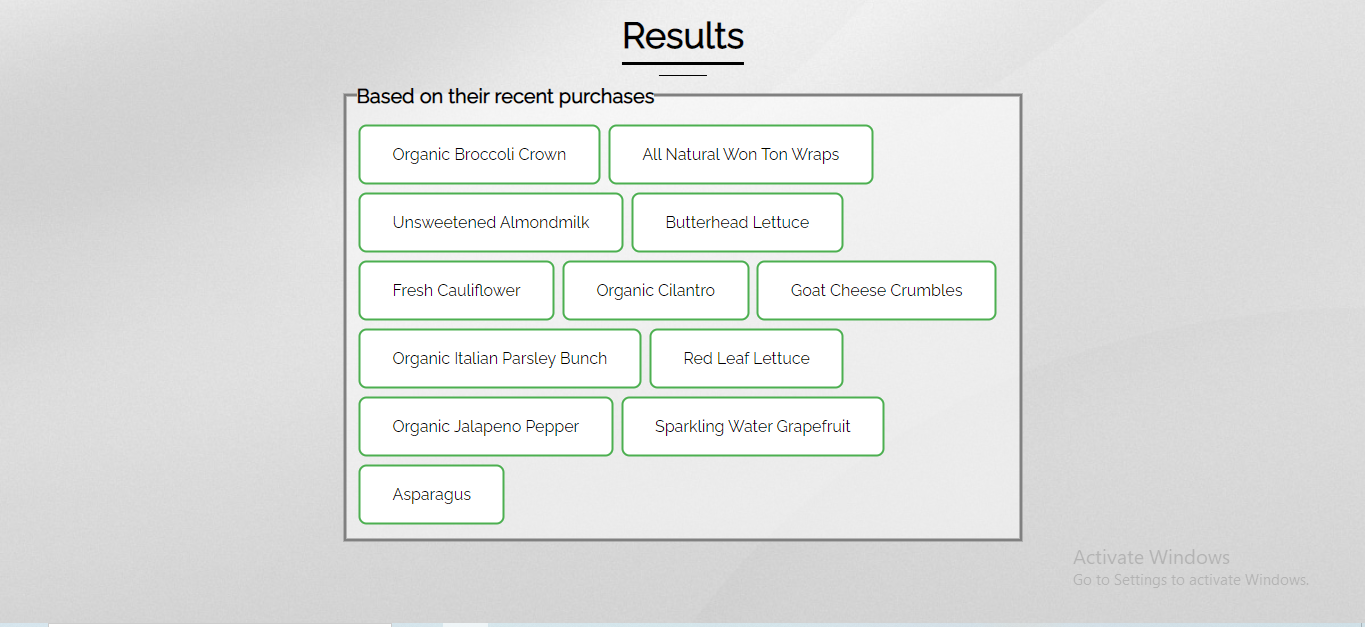 Results
Based on their recent purchases
Organic Broccoli Crown All Natural Won Ton Wraps
Unsweetened Almondmilk Butterhead Lettuce
Fresh Cauliflower Organic Cilantro Goat Cheese Crumbles
Organic Italian Parsley Bunch Red Leaf Lettuce
Organic Jalapeno Pepper Sparkling Water Grapefruit
Asparagus
Activate Windows
Go to Settings to activate Windows.